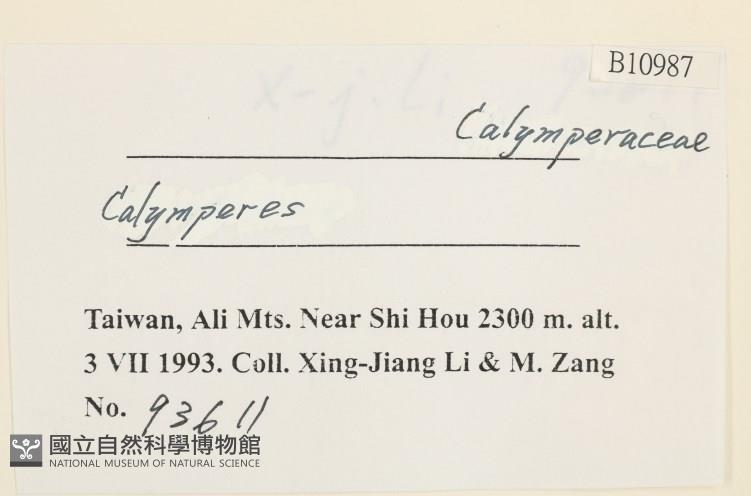 B10987
X-j. Li
Calymperaceae
Calymperes
Taiwan, Ali Mts. Near Shi Hou 2300 m. alt.
3 VII 1993. Coll. Xing-Jiang Li & M. Zang
No. 93611
國立自然科學博物館
NATIONAL MUSEUM OF NATURAL SCIENCE